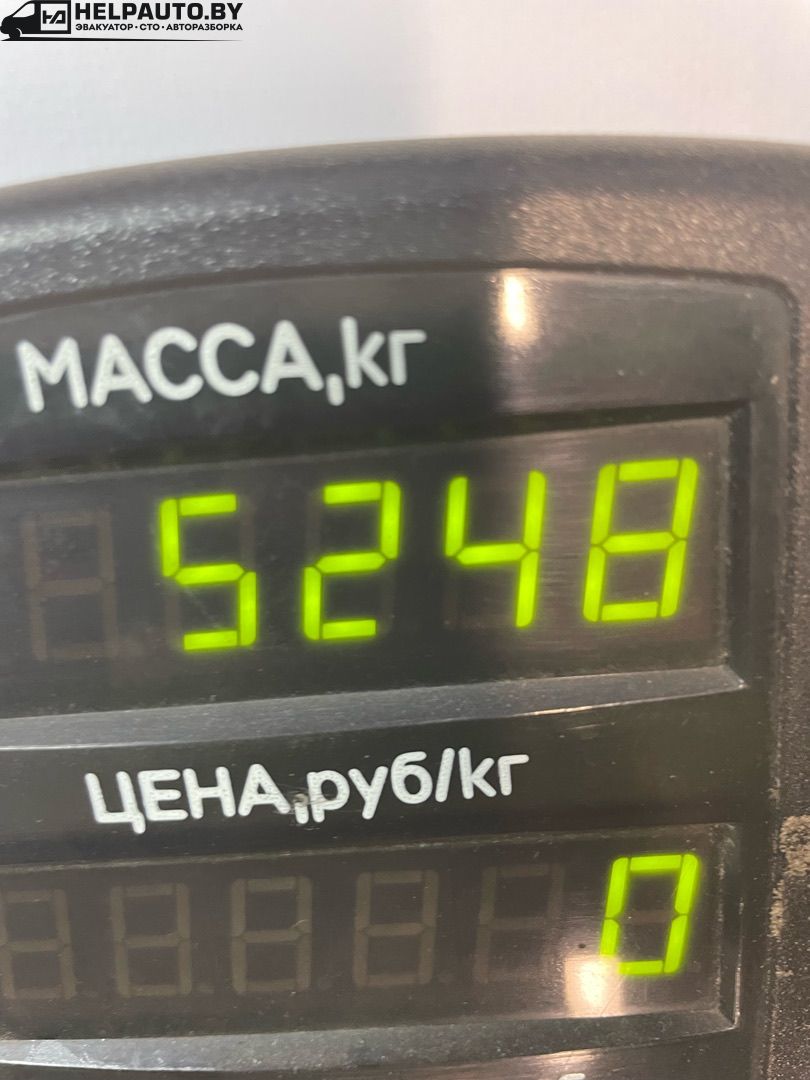 HELPAUTO.BY
ЭВАКУАТОР • СТО • АВТОРАЗБОРКА
МАССА,кг
5248
ЦЕНА,руб/кг
0